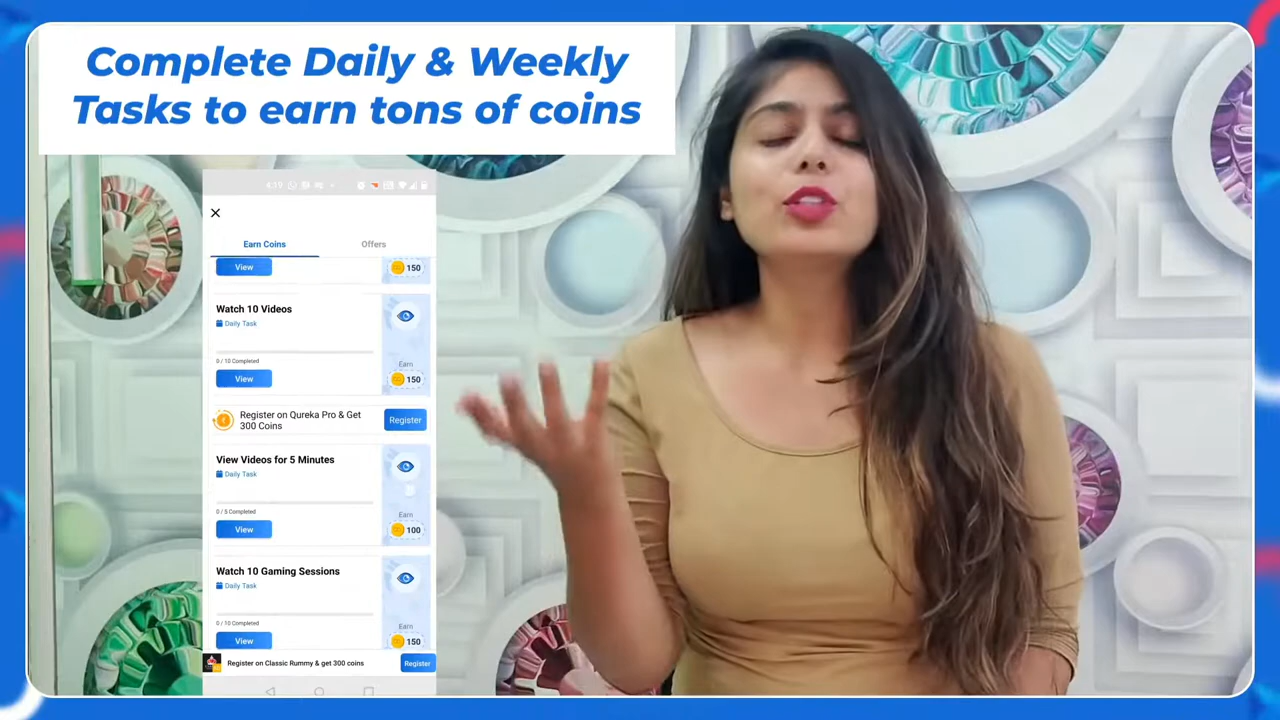 Complete Daily & Weekly
Tasks to earn tons of coins
4:19
Earn Coins
Offers
View
150
Watch 10 Videos
Daily Task
0 / 10 Completed
Earn
View
150
Register on Qureka Pro & Get
300 Coins
Register
View Videos for 5 Minutes
Daily Task
0 / 5 Completed
Earn
View
100
Watch 10 Gaming Sessions
Daily Task
0 / 10 Completed
Earn
View
150
Register on Classic Rummy & get 300 coins
Register